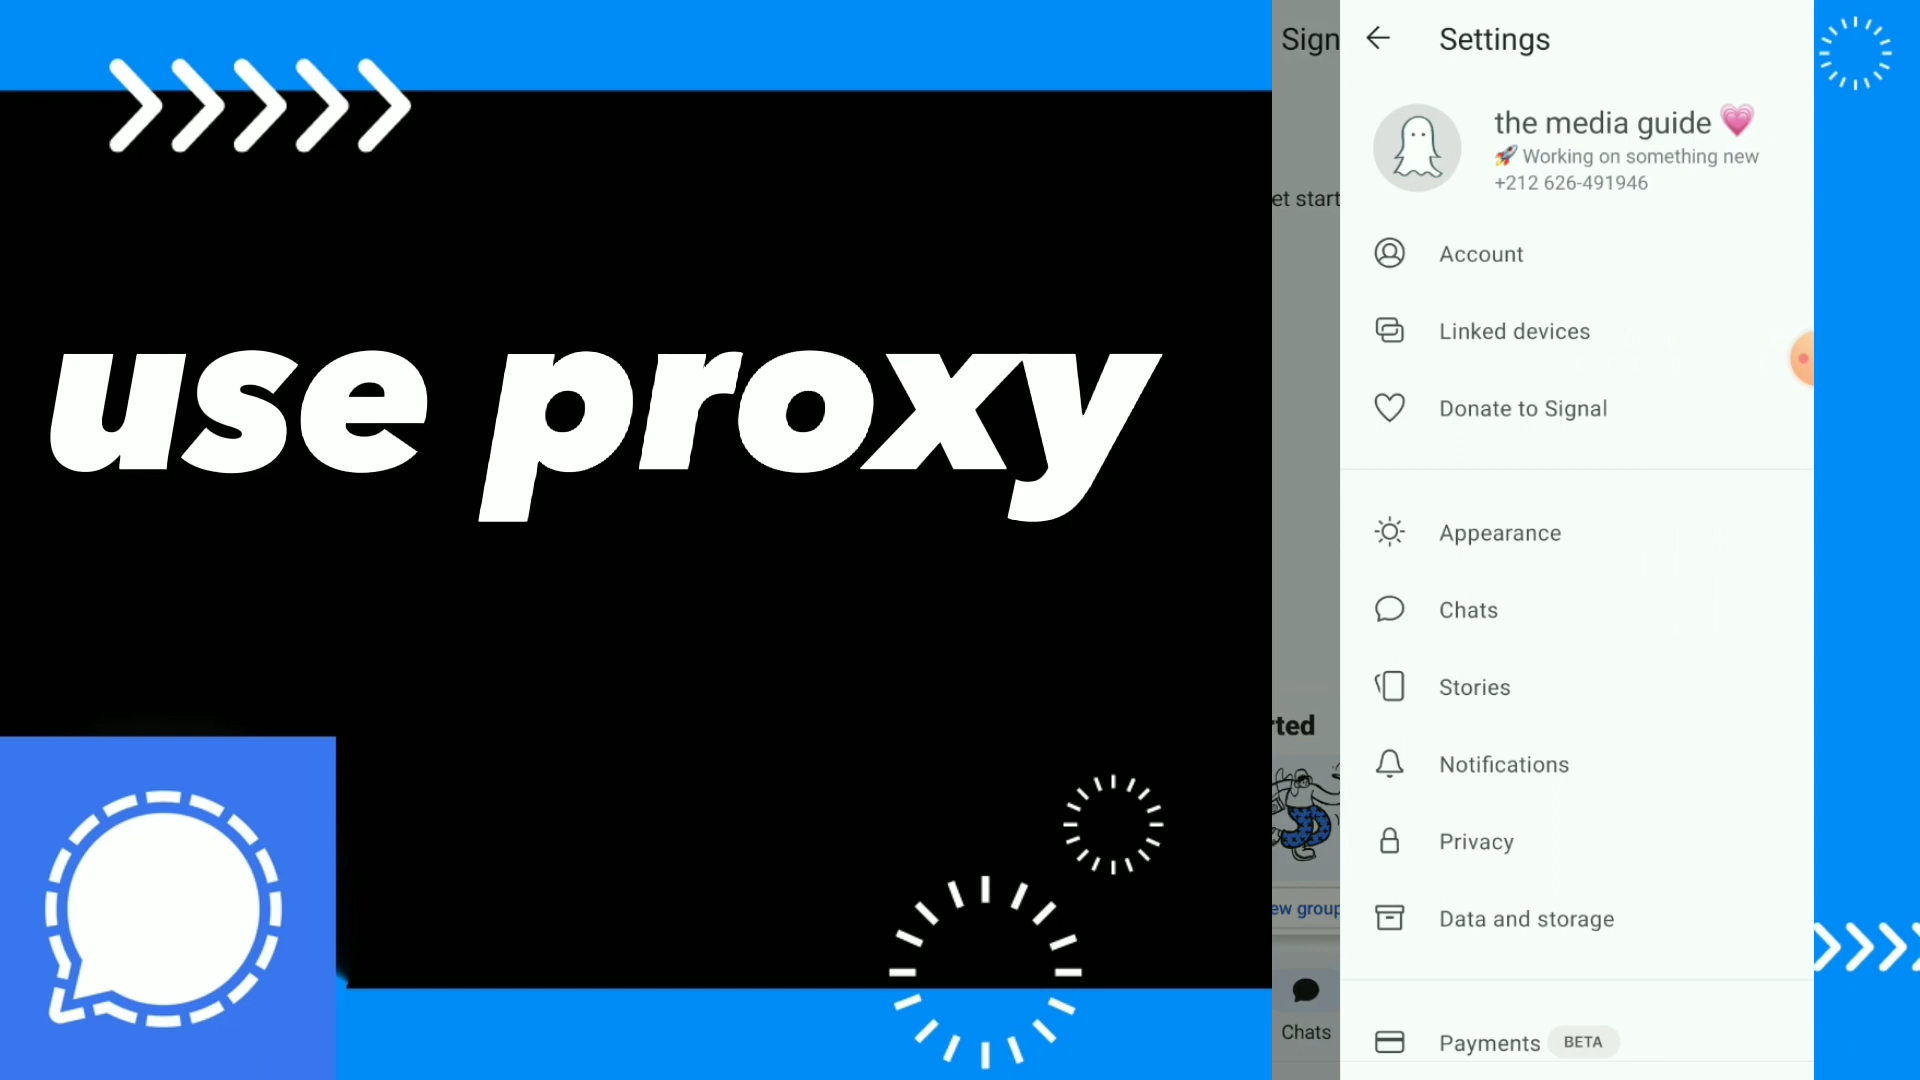 use proxy
Sign
et start
rted
ew group
Chats
Settings
the media guide 💗
🚀 Working on something new
+212 626-491946
Account
Linked devices
Donate to Signal
Appearance
Chats
Stories
Notifications
Privacy
Data and storage
Payments BETA